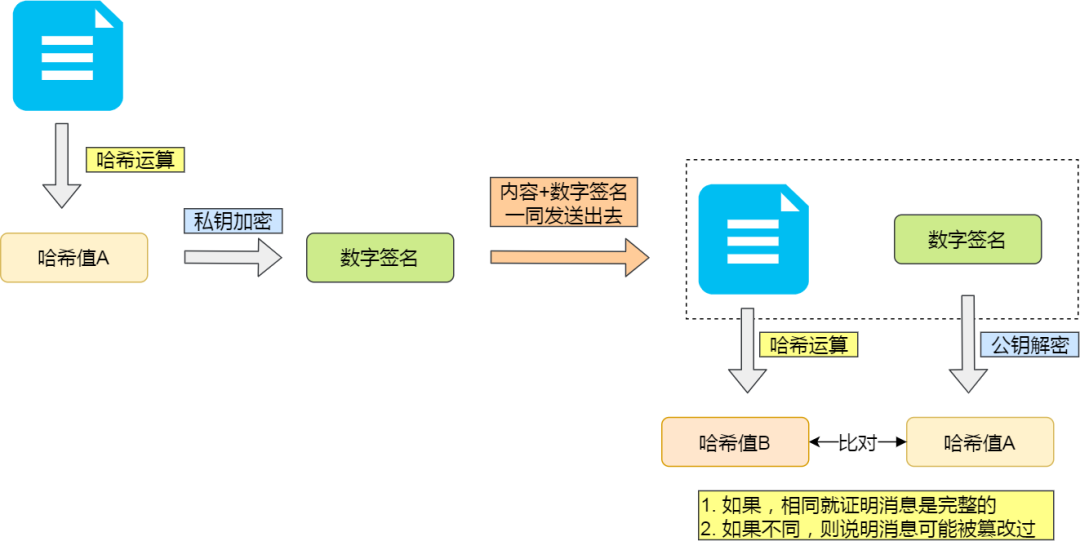 哈希运算
哈希值A
私钥加密
数字签名
内容+数字签名
一同发送出去
数字签名
哈希运算
公钥解密
哈希值B
比对
哈希值A
1. 如果，相同就证明消息是完整的
2. 如果不同，则说明消息可能被篡改过